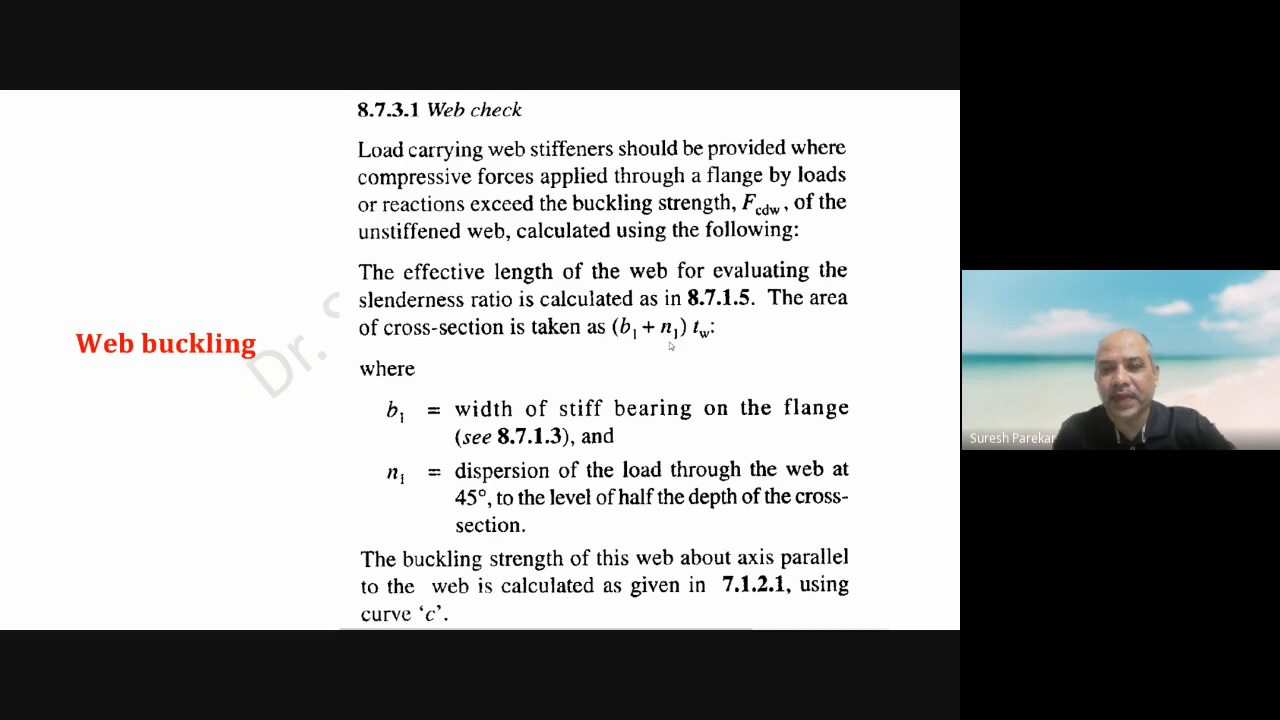 8.7.3.1 Web check
Load carrying web stiffeners should be provided where
compressive forces applied through a flange by loads
or reactions exceed the buckling strength, Fcdw, of the
unstiffened web, calculated using the following:
The effective length of the web for evaluating the
slenderness ratio is calculated as in 8.7.1.5. The area
of cross-section is taken as (b1 + n1) tw:
Web buckling
Dr. S
where
b1 = width of stiff bearing on the flange
(see 8.7.1.3), and
n1 = dispersion of the load through the web at
45°, to the level of half the depth of the cross-
section.
The buckling strength of this web about axis parallel
to the web is calculated as given in 7.1.2.1, using
curve ‘c’.
Suresh Parekar